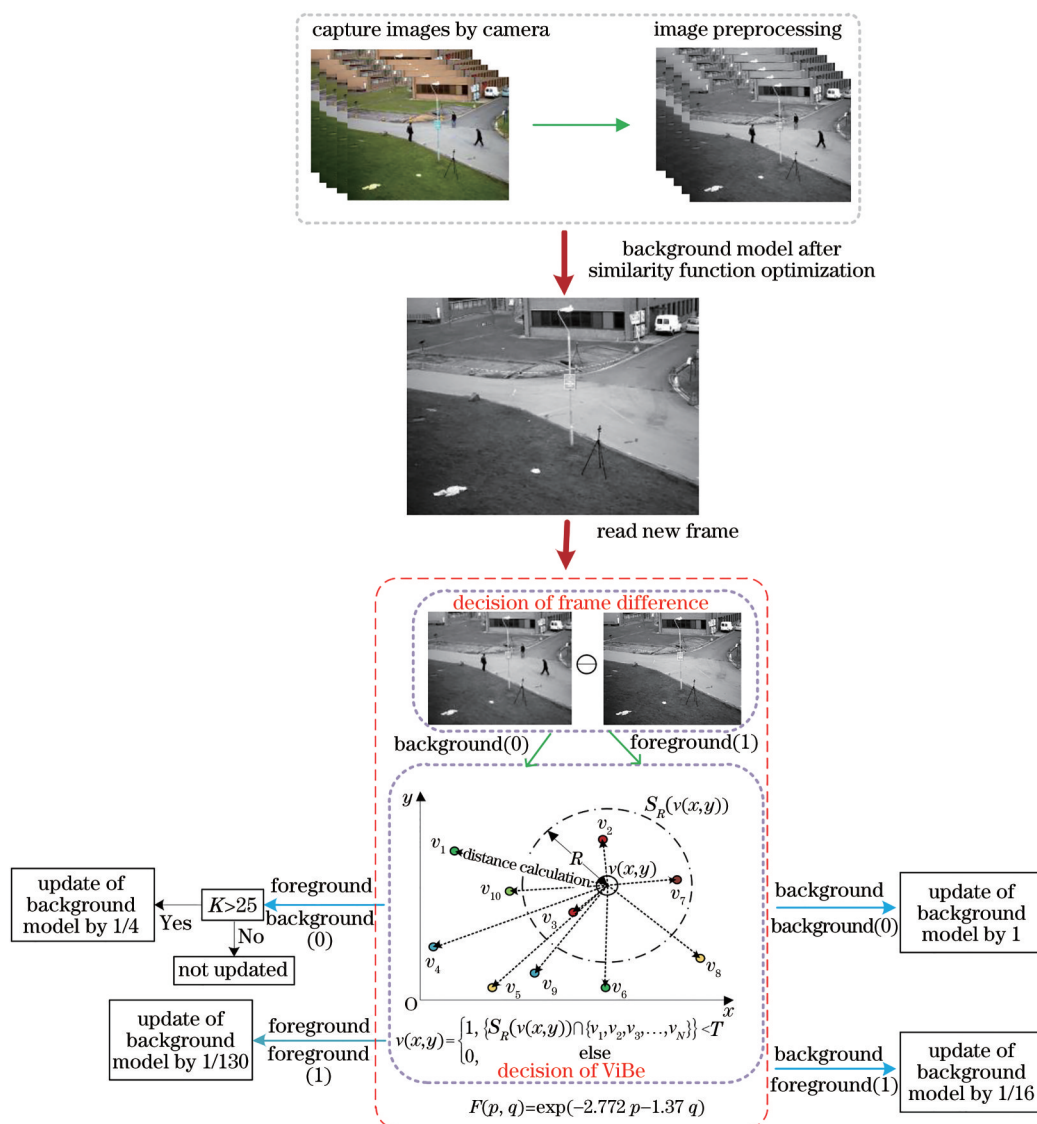 capture images by camera
image preprocessing
background model after
similarity function optimization
read new frame
decision of frame difference
background(0)
foreground(1)
y
S_R(v(x,y))
v_1
v_2
R
distance calculation
v(x,y)
v_10
v_7
v_3
v_4
v_8
v_5
v_9
v_6
O
x
v(x,y)={1, {S_R(v(x,y))∩{v_1,v_2,v_3,…,v_N}}<T
0, else
decision of ViBe
F(p, q)=exp(−2.772 p−1.37 q)
update of
background
model by 1/4
Yes
K>25
No
not updated
foreground
background
(0)
update of
background
model by 1/130
foreground
foreground
(1)
background
background(0)
update of
background
model by 1
background
foreground(1)
update of
background
model by 1/16